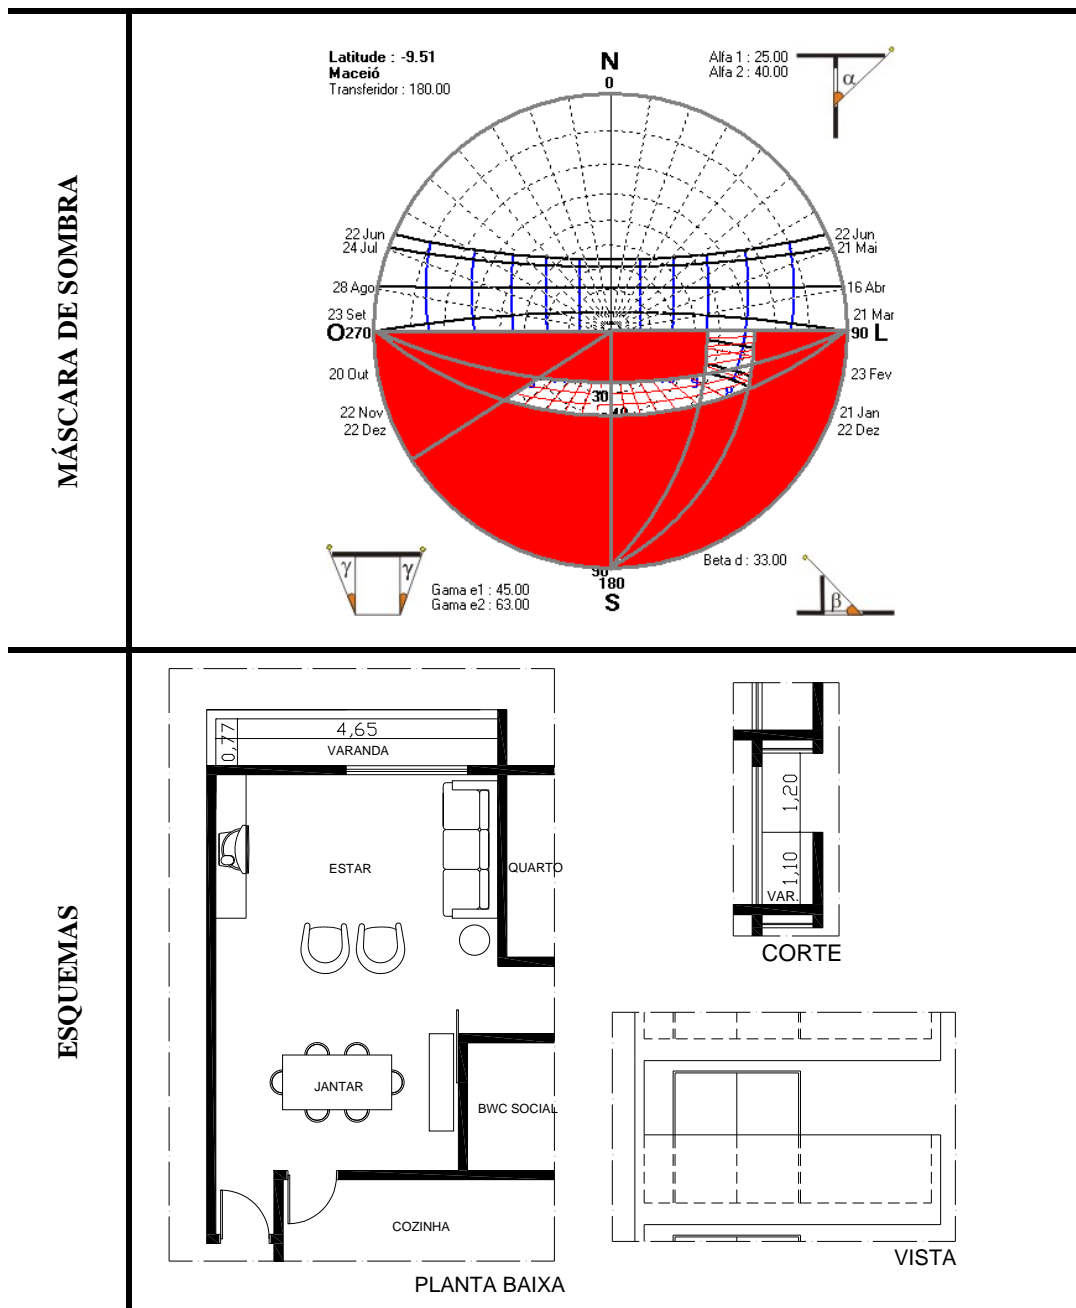 MÁSCARA DE SOMBRA
Latitude : -9.51
Maceió
Transferidor : 180.00
N
0
Alfa 1 : 25.00
Alfa 2 : 40.00
α
22 Jun
24 Jul
28 Ago
23 Set
O 270
20 Out
22 Nov
22 Dez
22 Jun
21 Mai
16 Abr
21 Mar
90 L
23 Fev
21 Jan
22 Dez
30
90
180
S
γ γ
Gama e1 : 45.00
Gama e2 : 63.00
Beta d : 33.00
β
ESQUEMAS
0,77
4,65
VARANDA
ESTAR
QUARTO
JANTAR
BWC SOCIAL
COZINHA
PLANTA BAIXA
1,20
1,10
VAR.
CORTE
VISTA